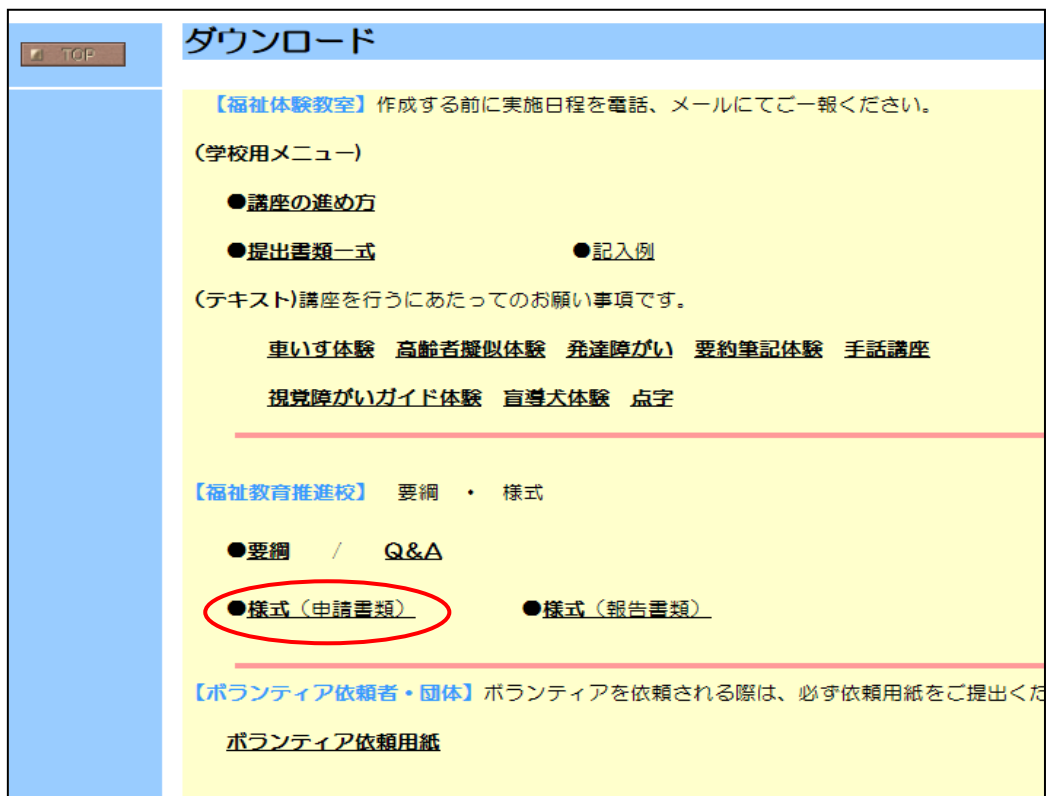 TOP
ダウンロード
【福祉体験教室】作成する前に実施日程を電話、メールにてご一報ください。
(学校用メニュー)
●講座の進め方
●提出書類一式 ●記入例
(テキスト)講座を行うにあたってのお願い事項です。
車いす体験 高齢者擬似体験 発達障がい 要約筆記体験 手話講座
視覚障がいガイド体験 盲導犬体験 点字
【福祉教育推進校】 要綱 ・ 様式
●要綱 / Q&A
●様式（申請書類） ●様式（報告書類）
【ボランティア依頼者・団体】ボランティアを依頼される際は、必ず依頼用紙をご提出くだ
ボランティア依頼用紙